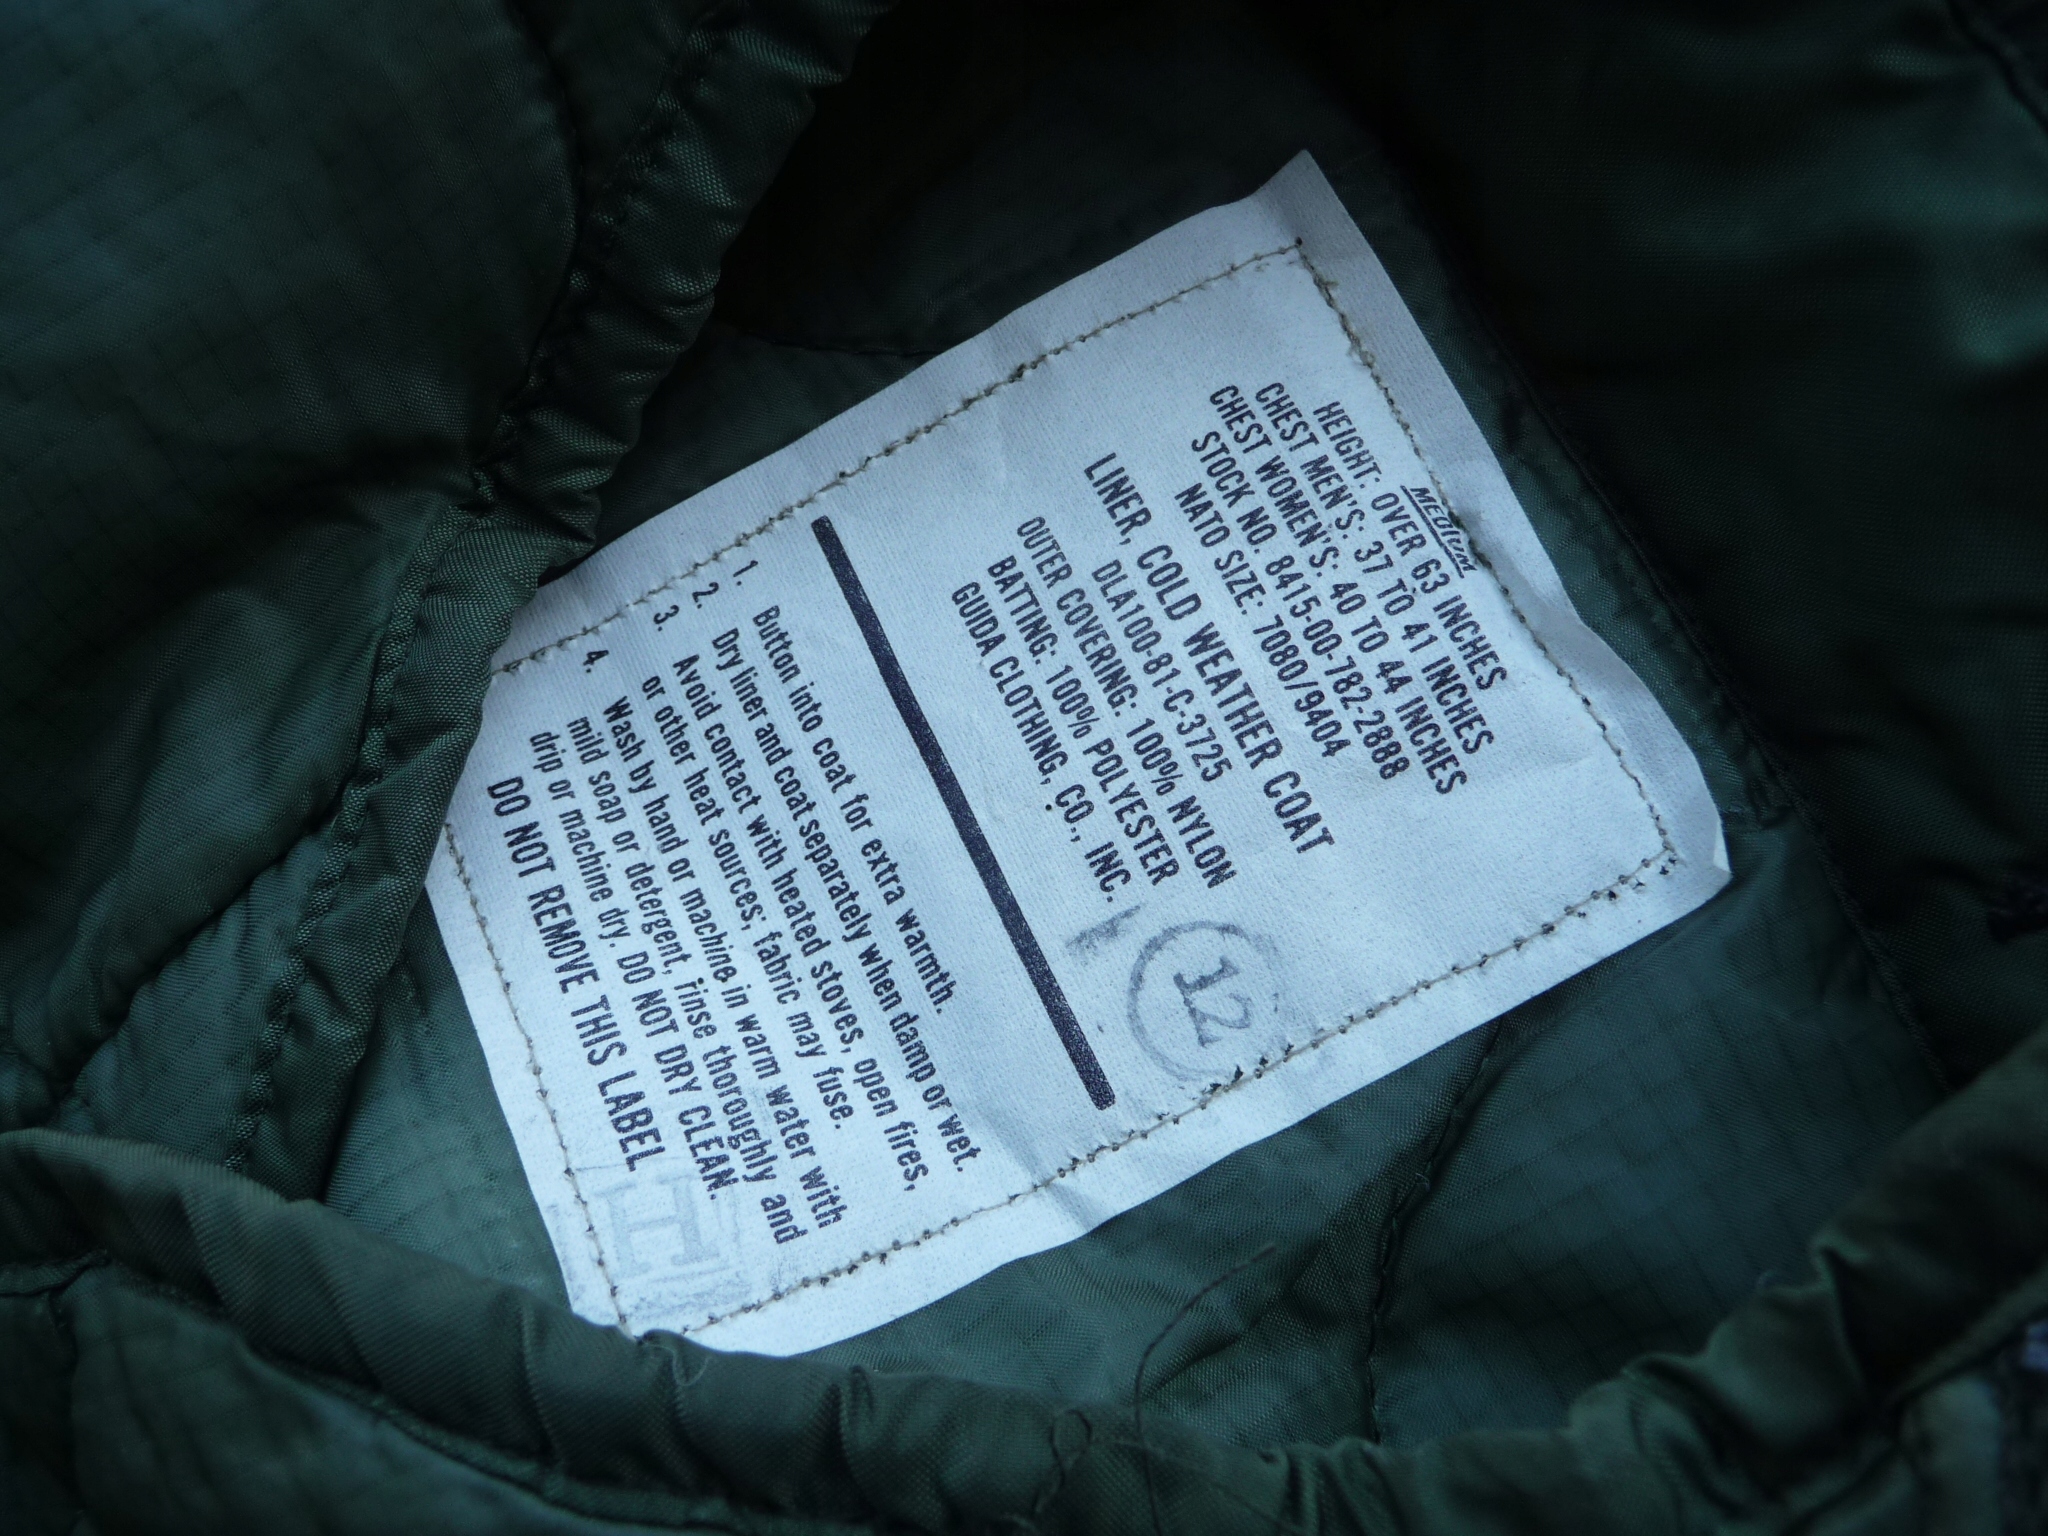 MEDIUM
HEIGHT: OVER 63 INCHES
CHEST MEN'S: 37 TO 41 INCHES
CHEST WOMEN'S: 40 TO 44 INCHES
STOCK NO. 8415-00-782-2888
NATO SIZE: 7080/9404
LINER, COLD WEATHER COAT
DLA100-81-C-3725
OUTER COVERING: 100% NYLON
BATTING: 100% POLYESTER
GUIDA CLOTHING, CO., INC.
12
1. Button into coat for extra warmth.
2. Dry liner and coat separately when damp or wet.
3. Avoid contact with heated stoves, open fires,
or other heat sources; fabric may fuse.
4. Wash by hand or machine in warm water with
mild soap or detergent, rinse thoroughly and
drip or machine dry. DO NOT DRY CLEAN.
DO NOT REMOVE THIS LABEL
H